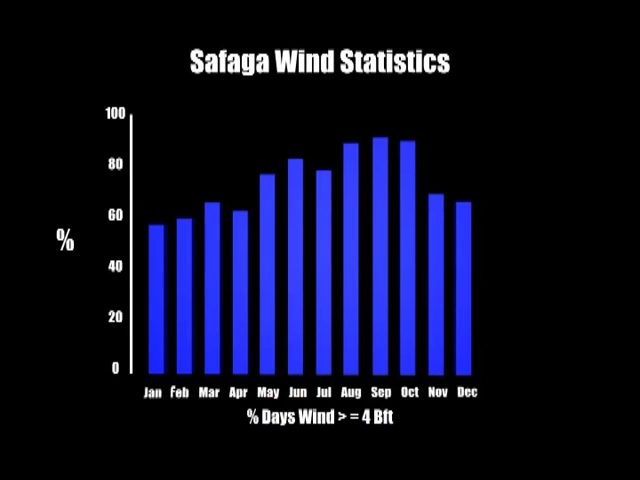 Safaga Wind Statistics
100
80
60
%
40
20
0
Jan Feb Mar Apr May Jun Jul Aug Sep Oct Nov Dec
% Days Wind > = 4 Bft